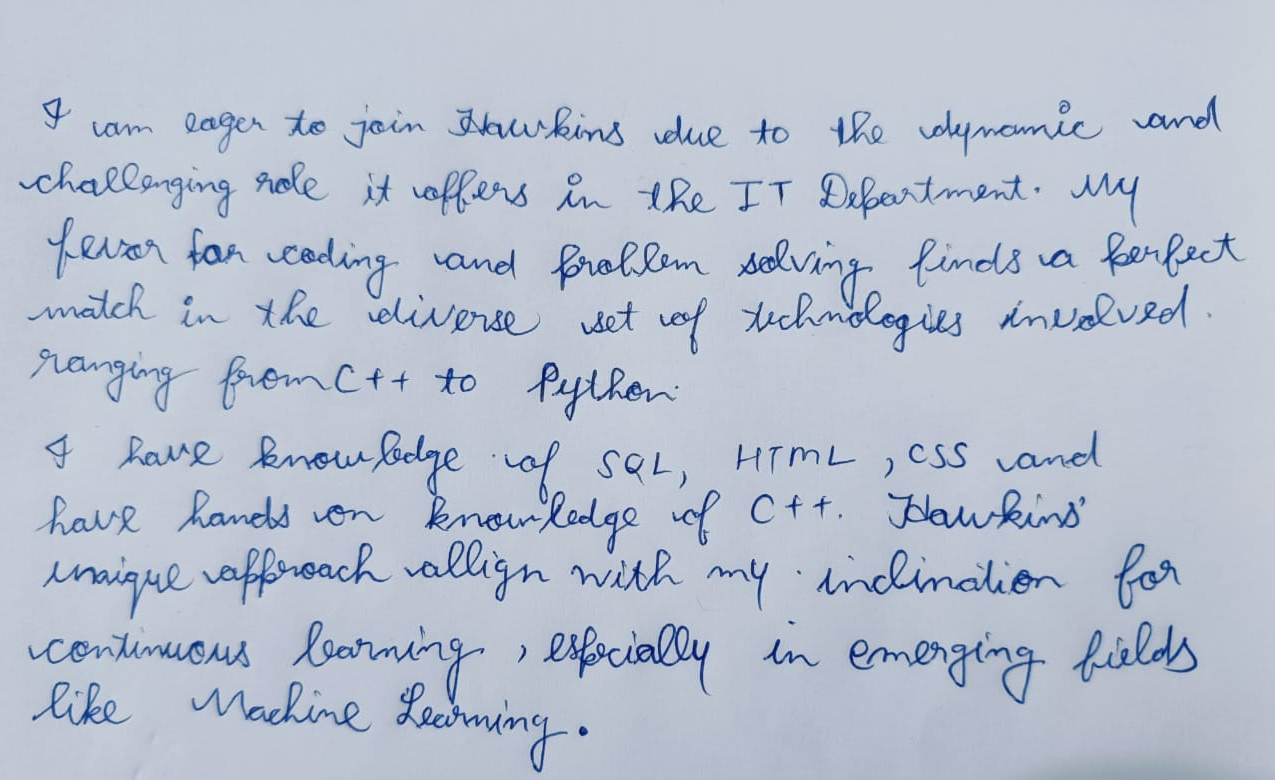 I am eager to join Hawkins due to the dynamic and
challenging role it offers in the IT Department. My
fevor for coding and problem solving finds a perfect
match in the diverse set of technologies involved.
ranging from C++ to Python.
I have knowledge of SQL, HTML, CSS and
have hands on knowledge of C++. Hawkins'
unique approach allign with my inclination for
continuous learning, especially in emerging fields
like Machine Learning.